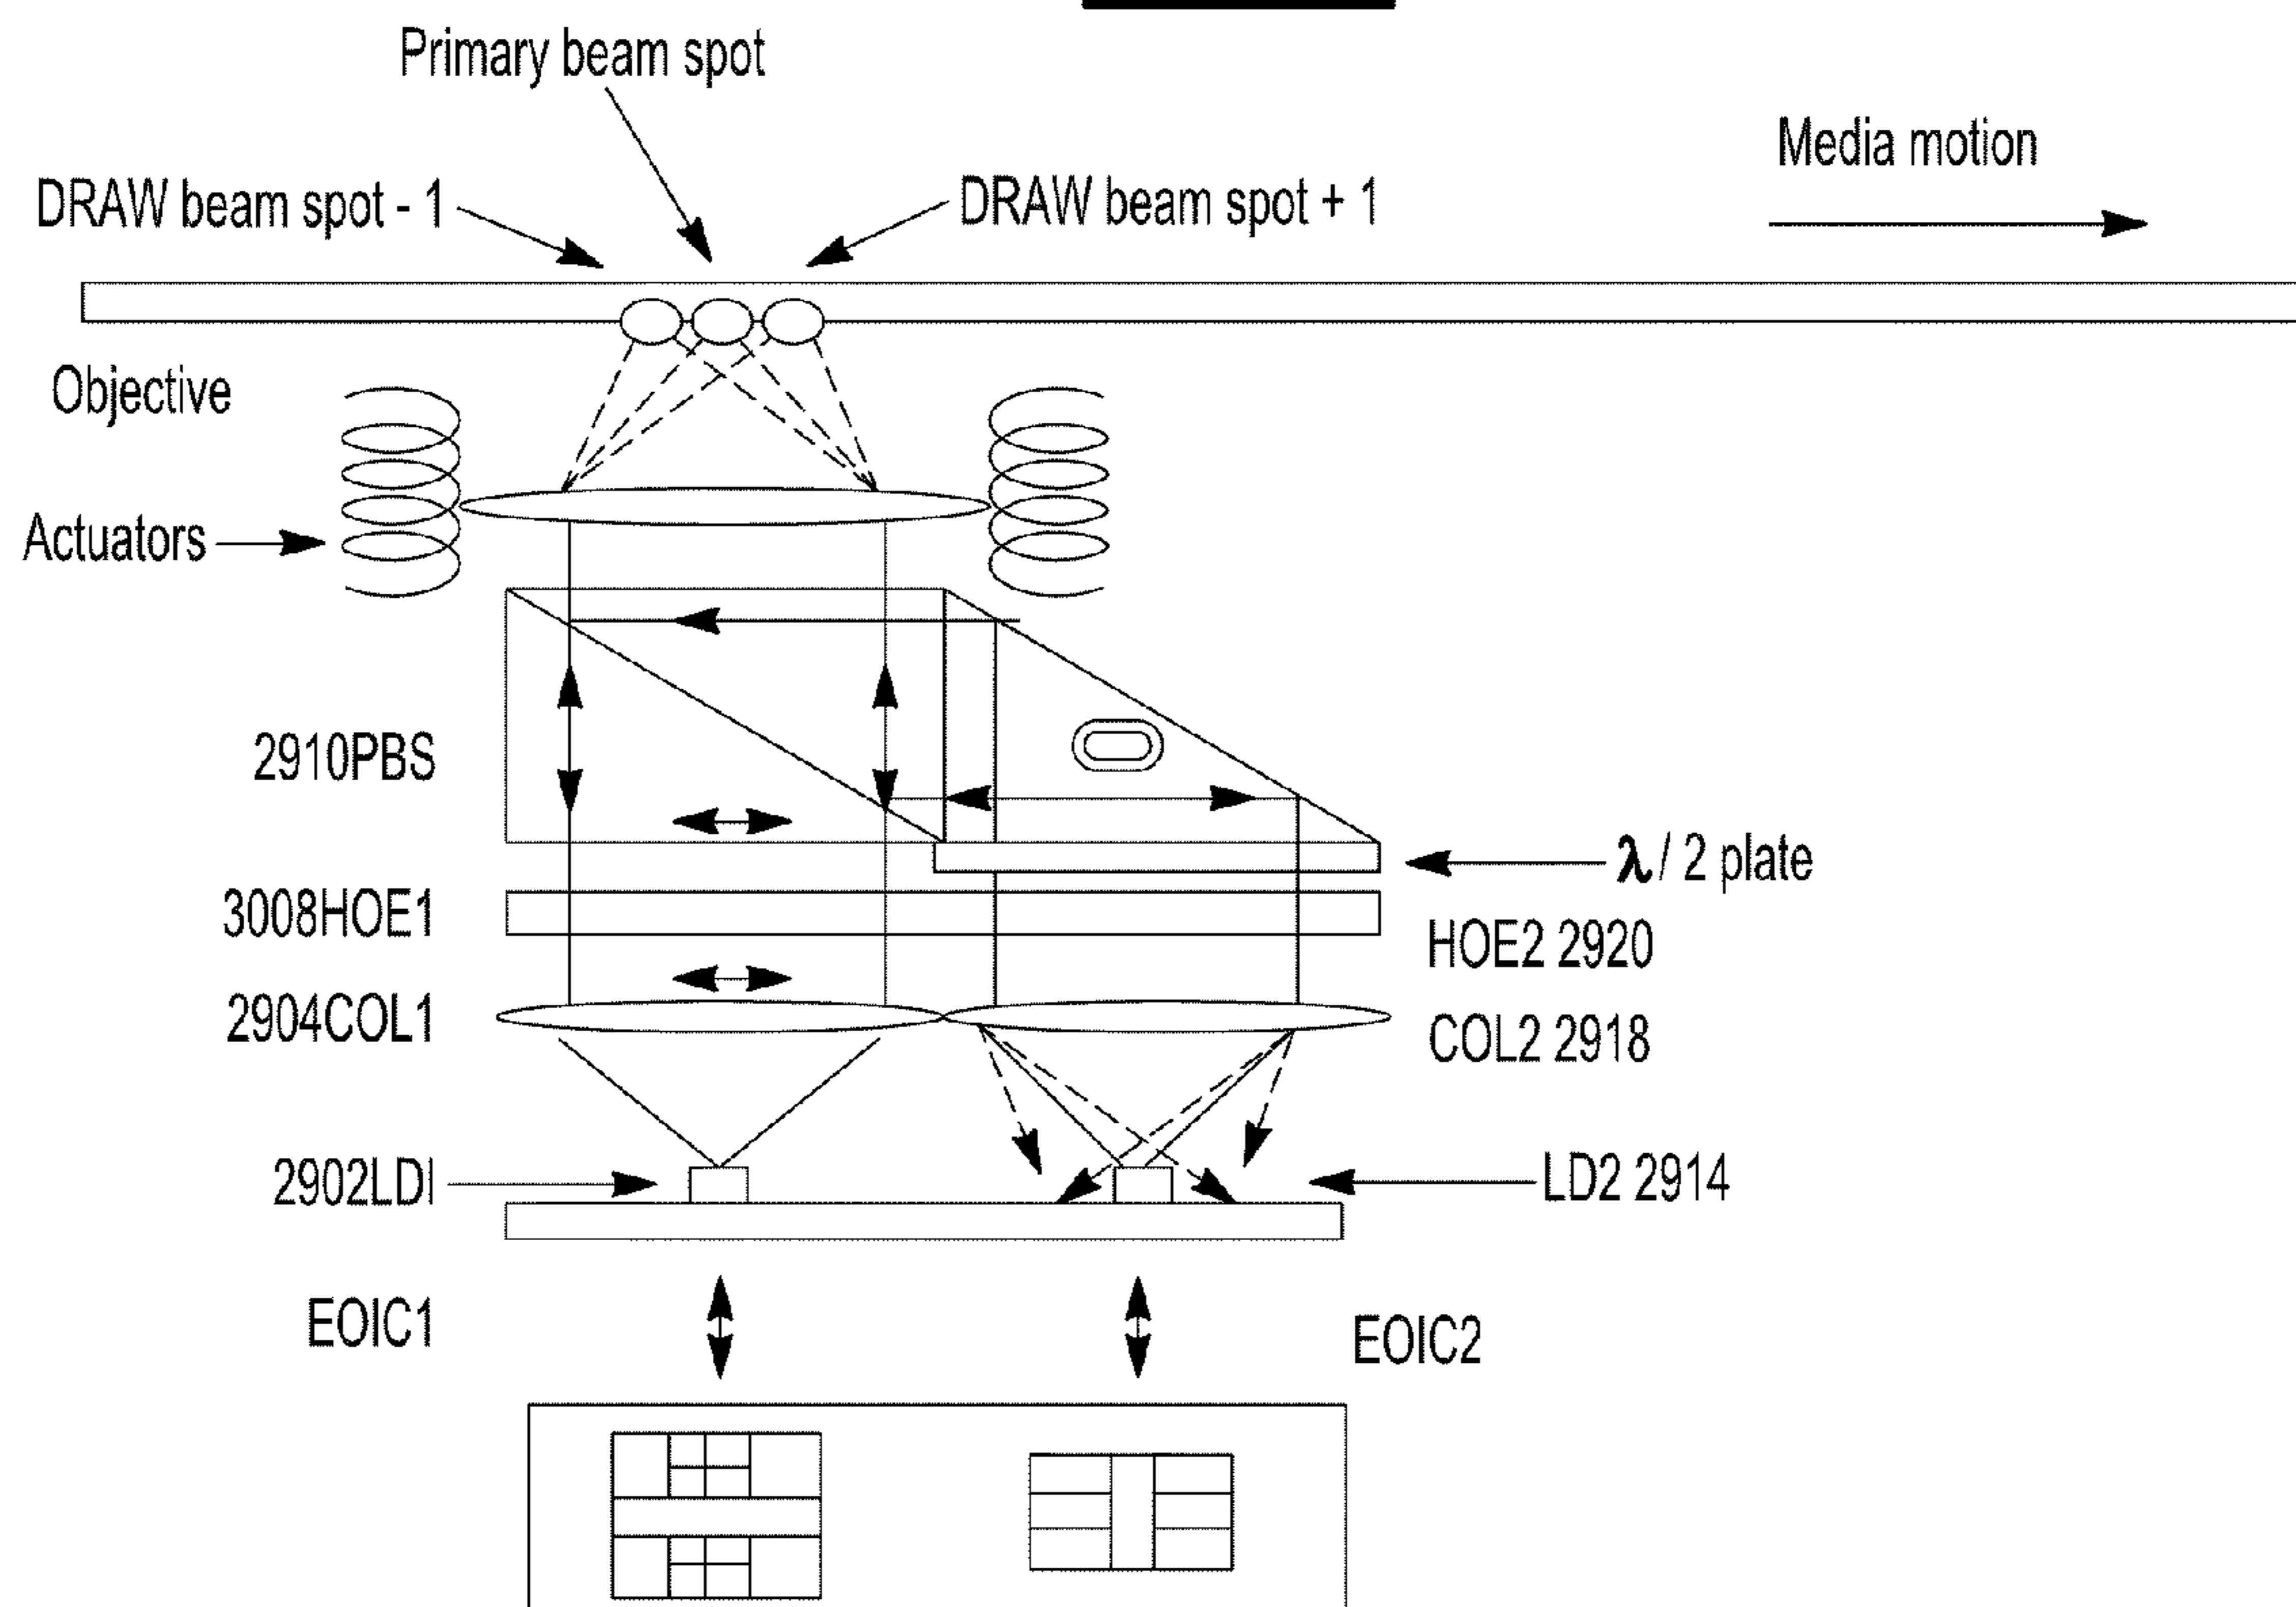 Primary beam spot
Media motion
DRAW beam spot - 1
DRAW beam spot + 1
Objective
Actuators
2910PBS
λ / 2 plate
3008HOE1
HOE2 2920
2904COL1
COL2 2918
2902LDI
LD2 2914
EOIC1
EOIC2